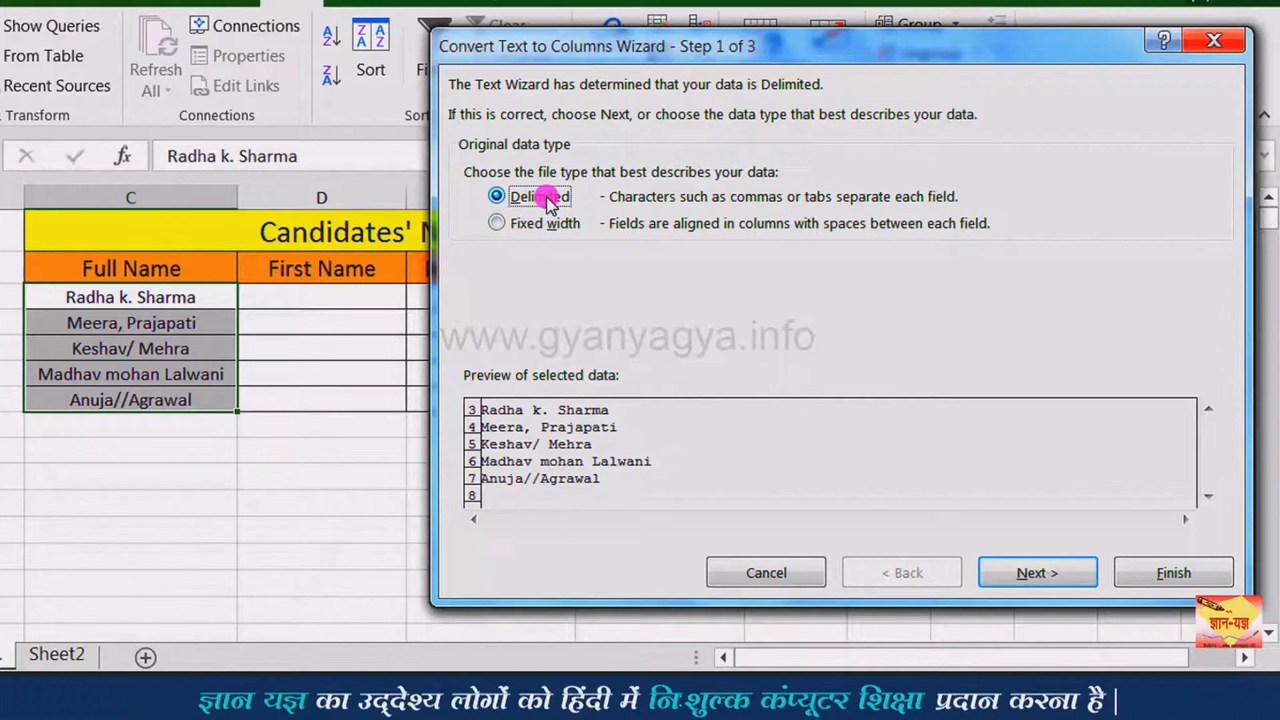 Show Queries
From Table
Recent Sources
Transform
Refresh
All
Connections
Properties
Edit Links
Connections
Sort
Clear
Group
Convert Text to Columns Wizard - Step 1 of 3
The Text Wizard has determined that your data is Delimited.
If this is correct, choose Next, or choose the data type that best describes your data.
Original data type
Choose the file type that best describes your data:
Delimited - Characters such as commas or tabs separate each field.
Fixed width - Fields are aligned in columns with spaces between each field.
www.gyanyagya.info
Preview of selected data:
3 Radha k. Sharma
4 Meera, Prajapati
5 Keshav/ Mehra
6 Madhav mohan Lalwani
7 Anuja//Agrawal
8
Cancel < Back Next > Finish
fx Radha k. Sharma
C D
Candidates'
Full Name First Name
Radha k. Sharma
Meera, Prajapati
Keshav/ Mehra
Madhav mohan Lalwani
Anuja//Agrawal
Sheet2
ज्ञान-यज्ञ
ज्ञान यज्ञ का उद्देश्य लोगों को हिंदी में निःशुल्क कंप्यूटर शिक्षा प्रदान करना है |